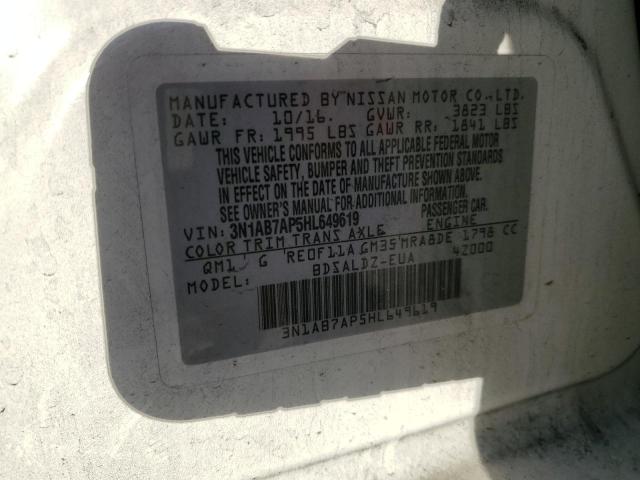 MANUFACTURED BY NISSAN MOTOR CO.,LTD.
DATE: 10/16. GVWR: 3823 LBS
GAWR FR: 1995 LBS GAWR RR: 1841 LBS
THIS VEHICLE CONFORMS TO ALL APPLICABLE FEDERAL MOTOR
VEHICLE SAFETY, BUMPER AND THEFT PREVENTION STANDARDS
IN EFFECT ON THE DATE OF MANUFACTURE SHOWN ABOVE.
SEE OWNER'S MANUAL FOR ADDITIONAL INFORMATION.
VIN: 3N1AB7AP5HL649619 PASSENGER CAR.
COLOR TRIM TRANS AXLE ENGINE
QM1 G RE0F11A GM35 MRA8DE 1798 CC
MODEL: BDSALDZ-EUA 42000
3N1AB7AP5HL649619